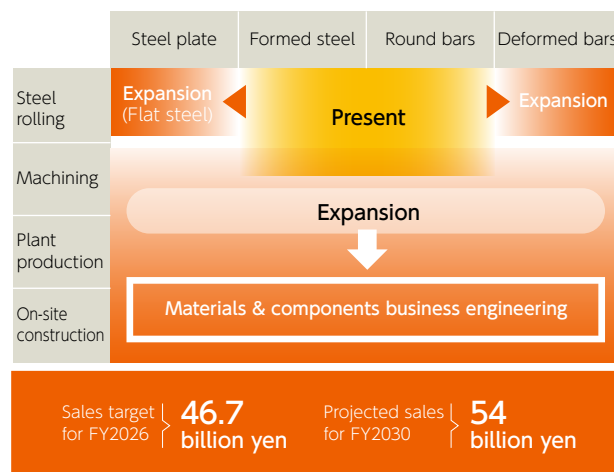 Steel plate
Formed steel
Round bars
Deformed bars
Steel
rolling
Expansion
(Flat steel)
Present
Expansion
Machining
Expansion
Plant
production
On-site
construction
Materials & components business engineering
Sales target
for FY2026
46.7
billion yen
Projected sales
for FY2030
54
billion yen